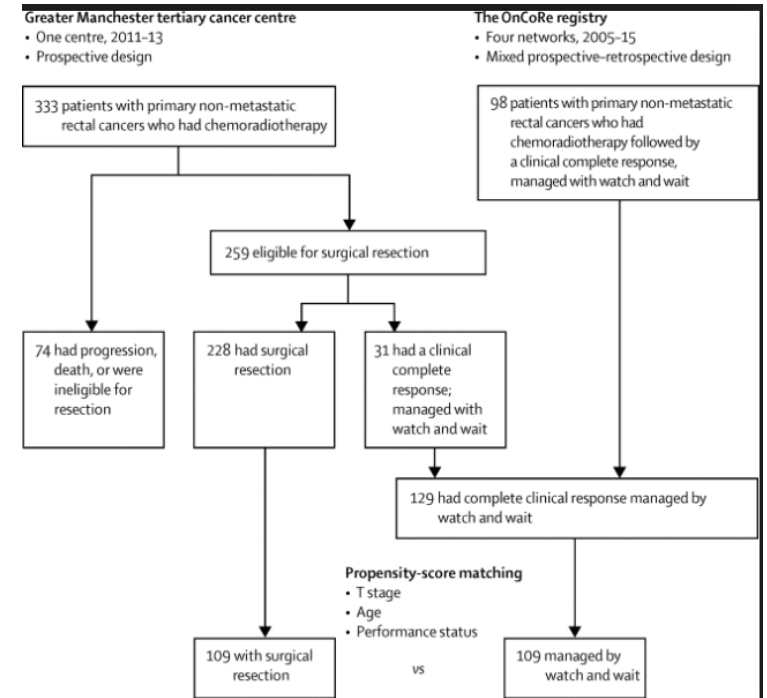 Greater Manchester tertiary cancer centre
• One centre, 2011–13
• Prospective design
The OnCoRe registry
• Four networks, 2005–15
• Mixed prospective–retrospective design
333 patients with primary non-metastatic
rectal cancers who had chemoradiotherapy
98 patients with primary non-metastatic
rectal cancers who had
chemoradiotherapy followed by
a clinical complete response,
managed with watch and wait
259 eligible for surgical resection
74 had progression,
death, or were
ineligible for
resection
228 had surgical
resection
31 had a clinical
complete
response;
managed with
watch and wait
129 had complete clinical response managed by
watch and wait
Propensity-score matching
• T stage
• Age
• Performance status
109 with surgical
resection
vs
109 managed by
watch and wait